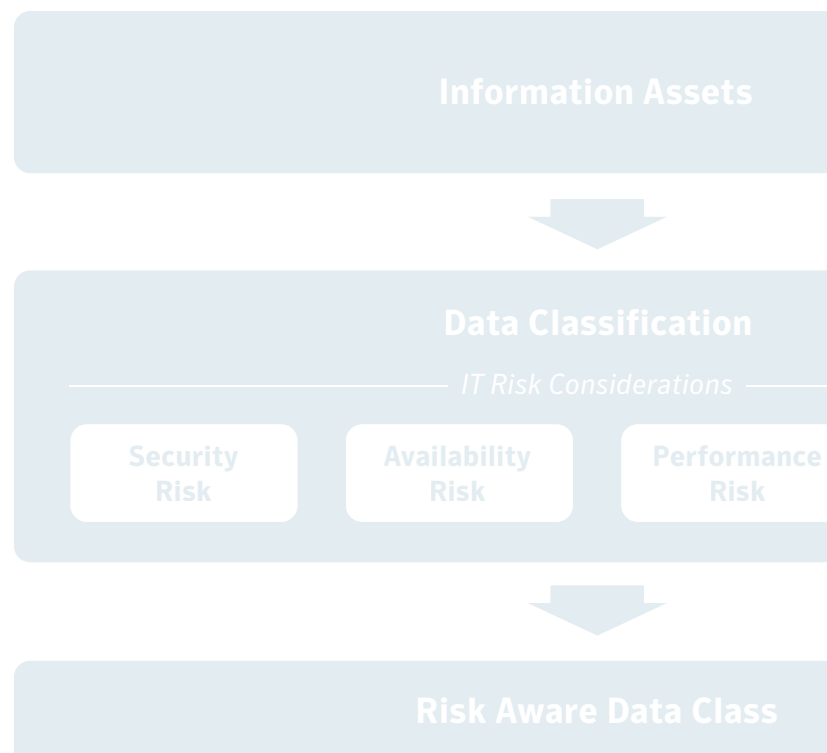 Information Assets
Data Classification
IT Risk Considerations
Security
Risk
Availability
Risk
Performance
Risk
Risk Aware Data Class